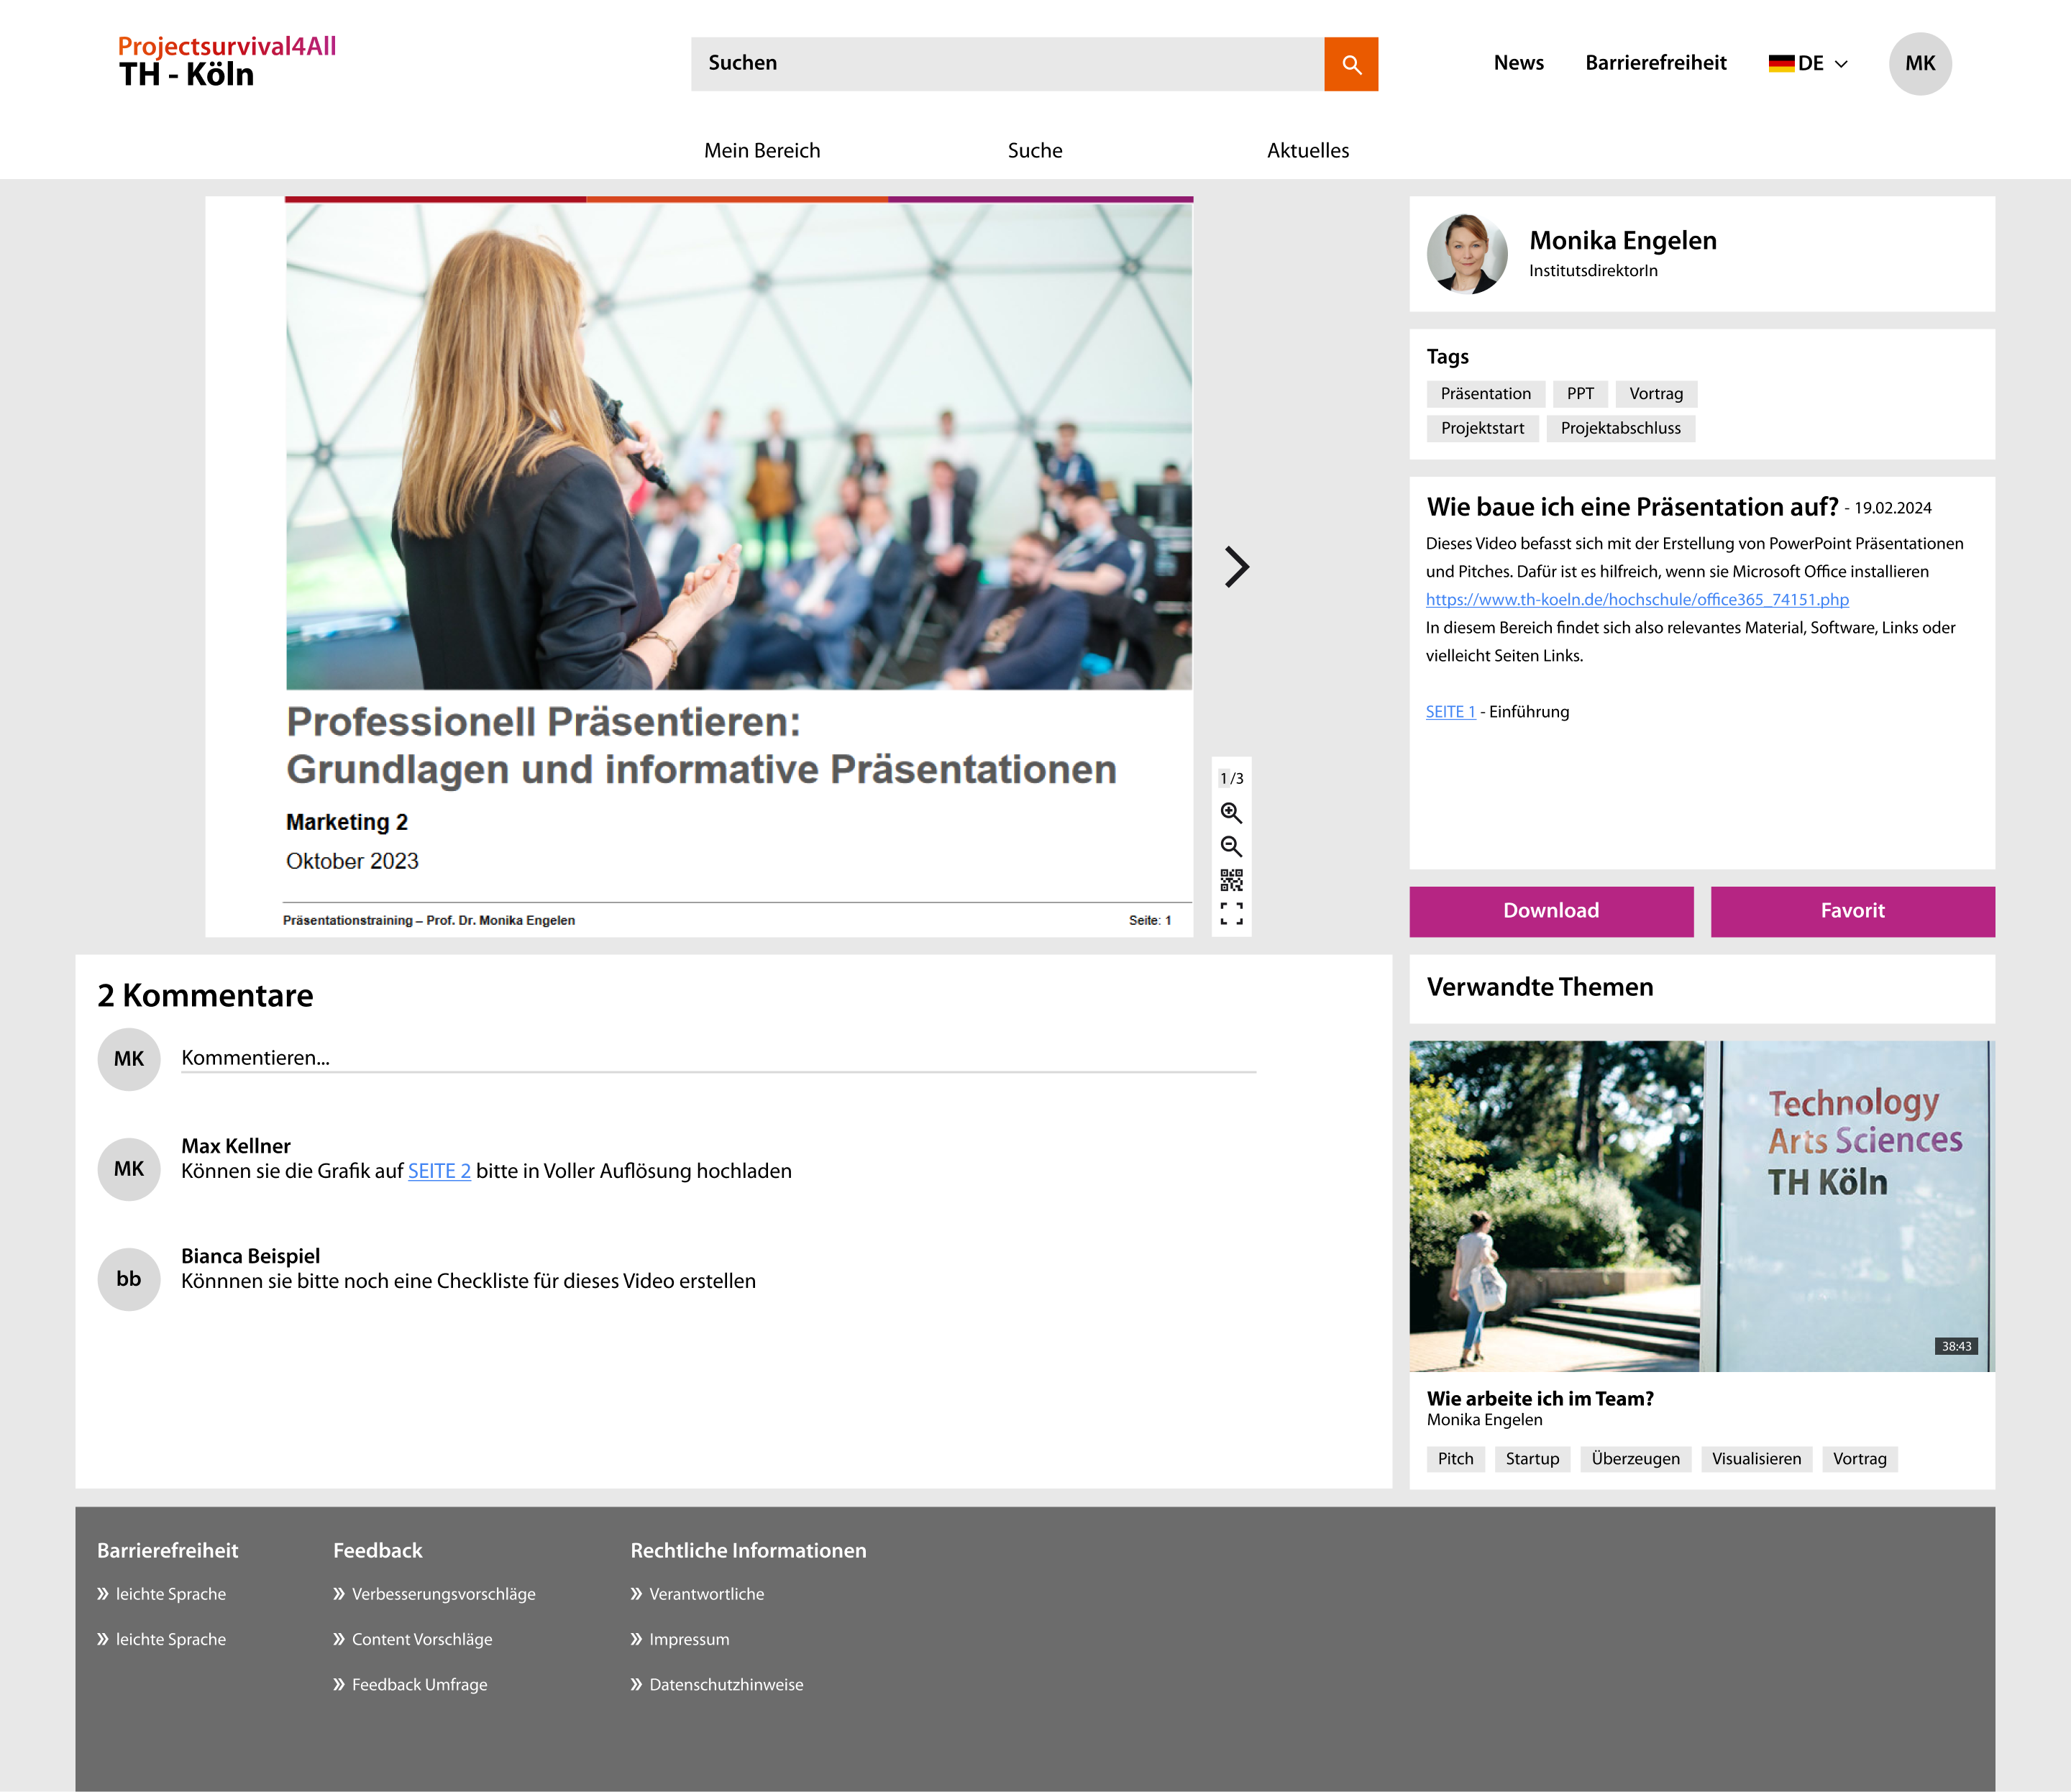 Projectsurvival4All
TH - Köln
Suchen
News
Barrierefreiheit
DE
MK
Mein Bereich
Suche
Aktuelles
Professionell Präsentieren:
Grundlagen und informative Präsentationen
Marketing 2
Oktober 2023
Präsentationstraining – Prof. Dr. Monika Engelen
Seite: 1
1/3
Monika Engelen
InstitutsdirektorIn
Tags
Präsentation
PPT
Vortrag
Projektstart
Projektabschluss
Wie baue ich eine Präsentation auf? - 19.02.2024
Dieses Video befasst sich mit der Erstellung von PowerPoint Präsentationen
und Pitches. Dafür ist es hilfreich, wenn sie Microsoft Office installieren
https://www.th-koeln.de/hochschule/office365_74151.php
In diesem Bereich findet sich also relevantes Material, Software, Links oder
vielleicht Seiten Links.
SEITE 1 - Einführung
Download
Favorit
2 Kommentare
MK
Kommentieren...
MK
Max Kellner
Können sie die Grafik auf SEITE 2 bitte in Voller Auflösung hochladen
bb
Bianca Beispiel
Könnnen sie bitte noch eine Checkliste für dieses Video erstellen
Verwandte Themen
Technology
Arts Sciences
TH Köln
38:43
Wie arbeite ich im Team?
Monika Engelen
Pitch
Startup
Überzeugen
Visualisieren
Vortrag
Barrierefreiheit
» leichte Sprache
» leichte Sprache
Feedback
» Verbesserungsvorschläge
» Content Vorschläge
» Feedback Umfrage
Rechtliche Informationen
» Verantwortliche
» Impressum
» Datenschutzhinweise